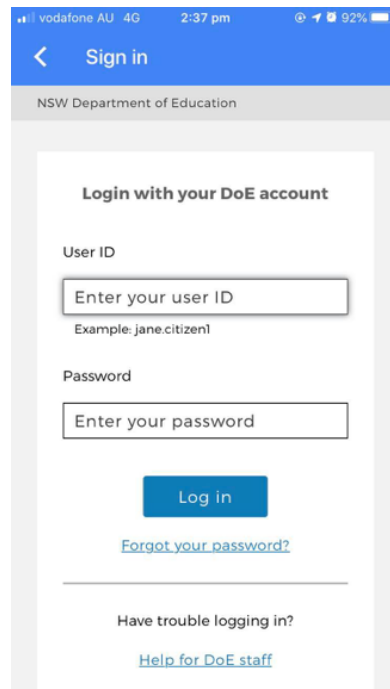 vodafone AU 4G 2:37 pm 92%
Sign in
NSW Department of Education
Login with your DoE account
User ID
Enter your user ID
Example: jane.citizen1
Password
Enter your password
Log in
Forgot your password?
Have trouble logging in?
Help for DoE staff